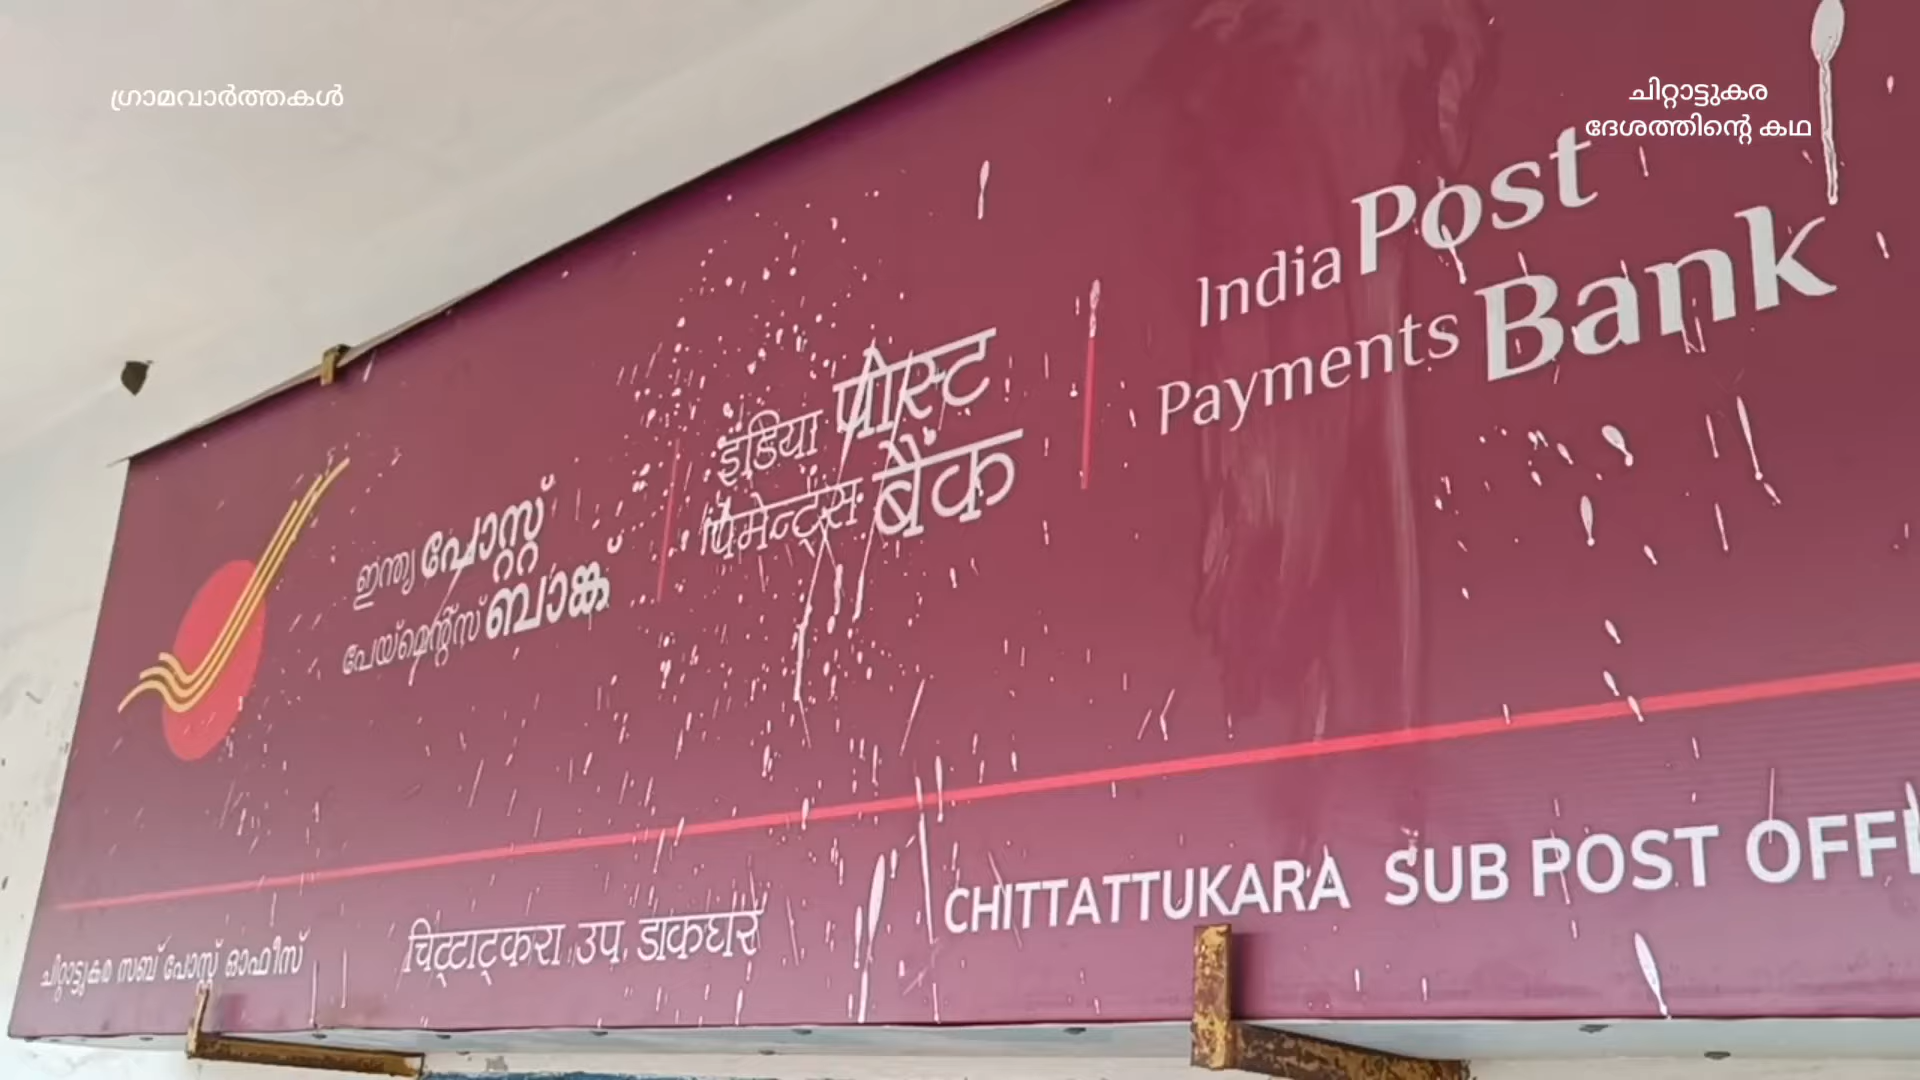 ഗ്രാമവാർത്തകൾ
ചിറ്റാട്ടുകര
ദേശത്തിന്റെ കഥ
ഇന്ത്യ പോസ്റ്റ്
പേയ്മെന്റ്സ് ബാങ്ക്
इंडिया पोस्ट
पेमेन्ट्स बैंक
India Post
Payments Bank
ചിറ്റാട്ടുകര സബ് പോസ്റ്റ് ഓഫീസ്
चिट्टाट्करा उप डाकघर
CHITTATTUKARA SUB POST OFFI